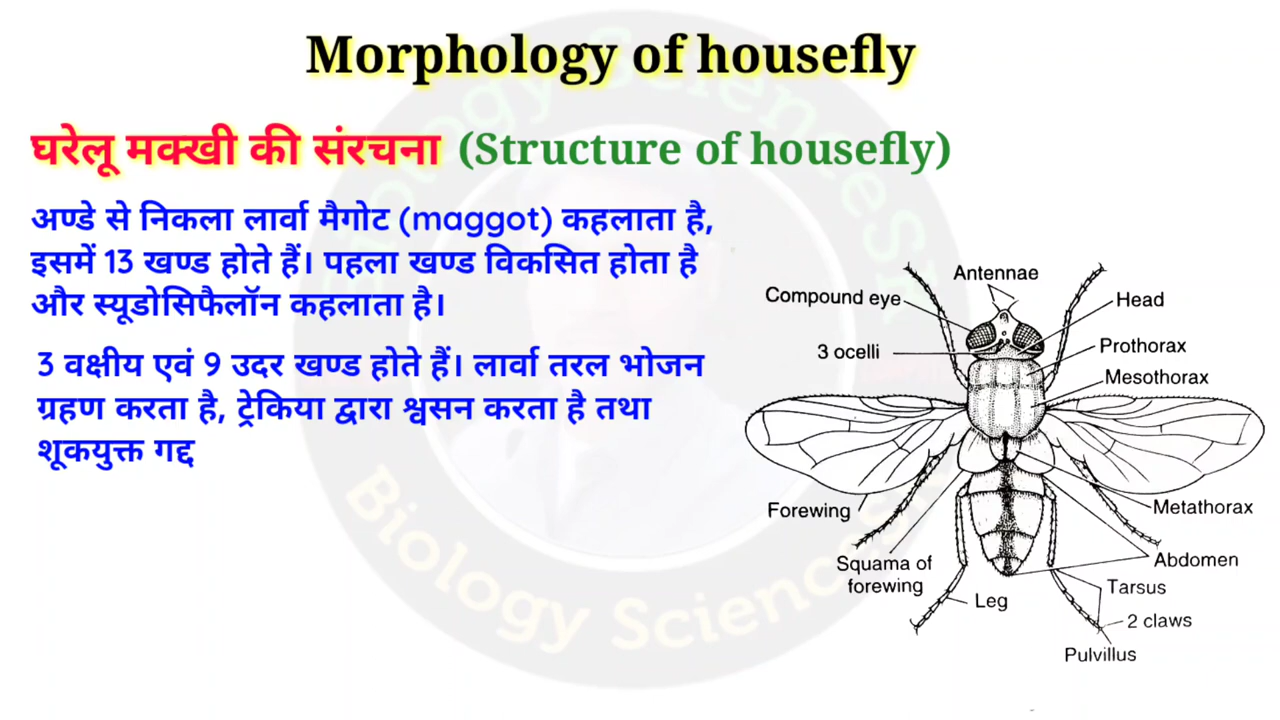 Morphology of housefly
घरेलू मक्खी की संरचना (Structure of housefly)
अण्डे से निकला लार्वा मैगोट (maggot) कहलाता है,
इसमें 13 खण्ड होते हैं। पहला खण्ड विकसित होता है
और स्यूडोसिफैलॉन कहलाता है।
3 वक्षीय एवं 9 उदर खण्ड होते हैं। लार्वा तरल भोजन
ग्रहण करता है, ट्रेकिया द्वारा श्वसन करता है तथा
शूकयुक्त गद्द
Antennae
Compound eye
Head
3 ocelli
Prothorax
Mesothorax
Forewing
Metathorax
Squama of
forewing
Abdomen
Tarsus
Leg
2 claws
Pulvillus
Biology ScienceSr
Biology Science